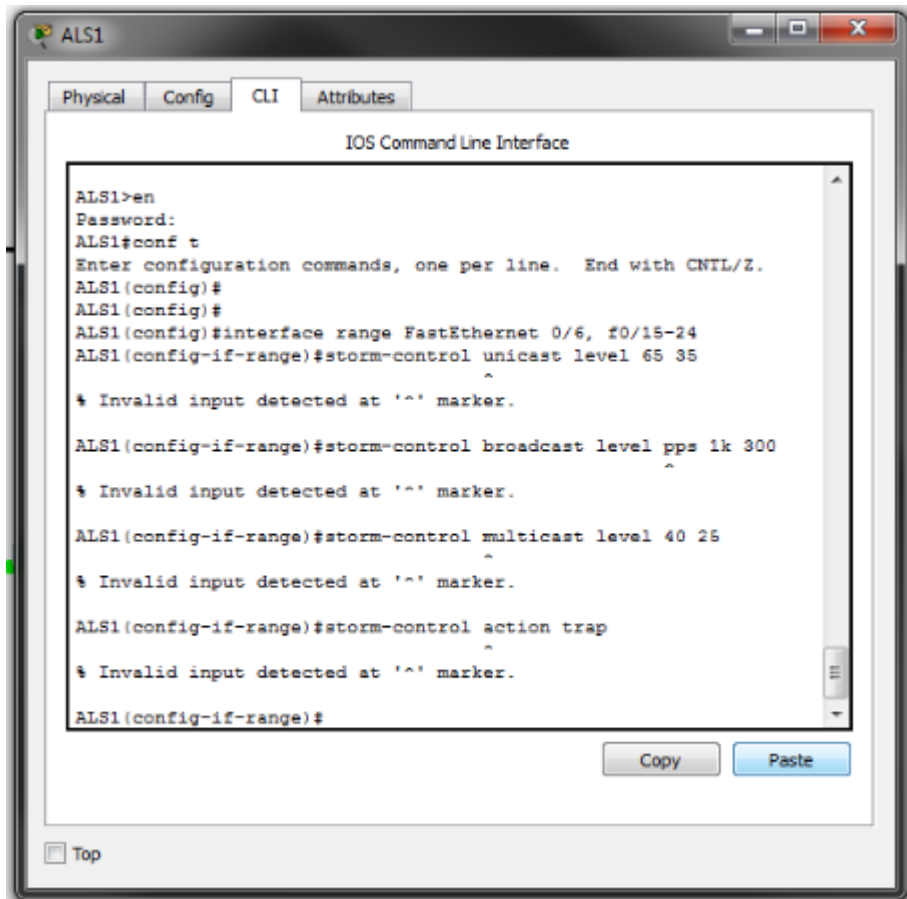 ALS1
Physical Config CLI Attributes
IOS Command Line Interface
ALS1>en
Password:
ALS1#conf t
Enter configuration commands, one per line.  End with CNTL/Z.
ALS1(config)#
ALS1(config)#
ALS1(config)#interface range FastEthernet 0/6, f0/15-24
ALS1(config-if-range)#storm-control unicast level 65 35
^
% Invalid input detected at '^' marker.
ALS1(config-if-range)#storm-control broadcast level pps 1k 300
^
% Invalid input detected at '^' marker.
ALS1(config-if-range)#storm-control multicast level 40 25
^
% Invalid input detected at '^' marker.
ALS1(config-if-range)#storm-control action trap
^
% Invalid input detected at '^' marker.
ALS1(config-if-range)#
Copy Paste
Top